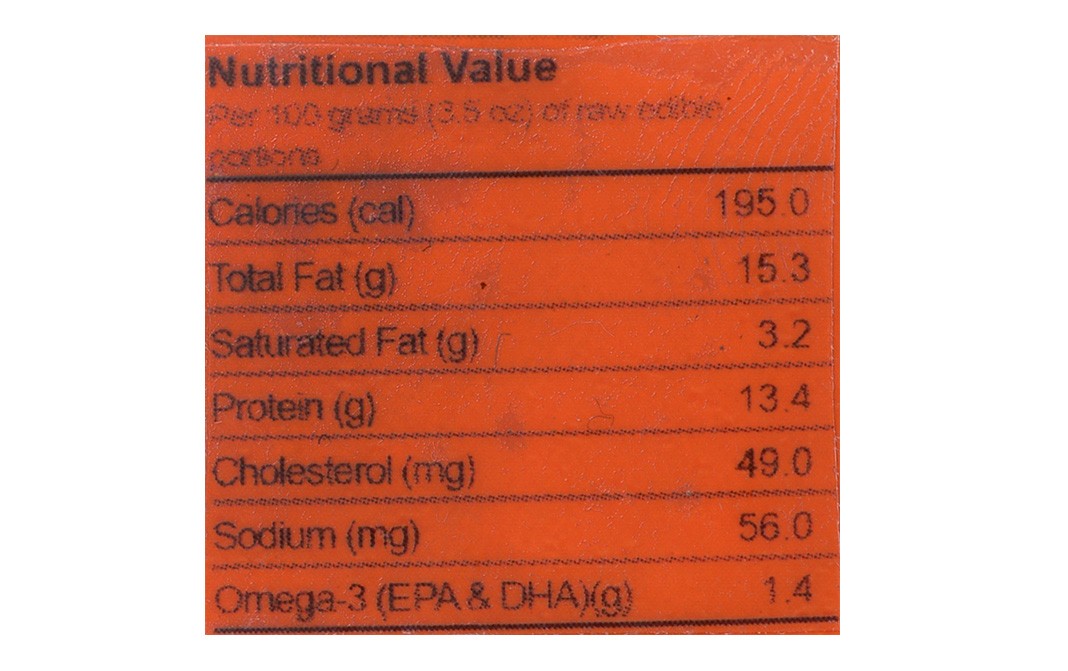 Nutritional Value
Per 100 grams (3.5 oz) of raw edible
portions
Calories (cal) 195.0
Total Fat (g) 15.3
Saturated Fat (g) 3.2
Protein (g) 13.4
Cholesterol (mg) 49.0
Sodium (mg) 56.0
Omega-3 (EPA & DHA)(g) 1.4